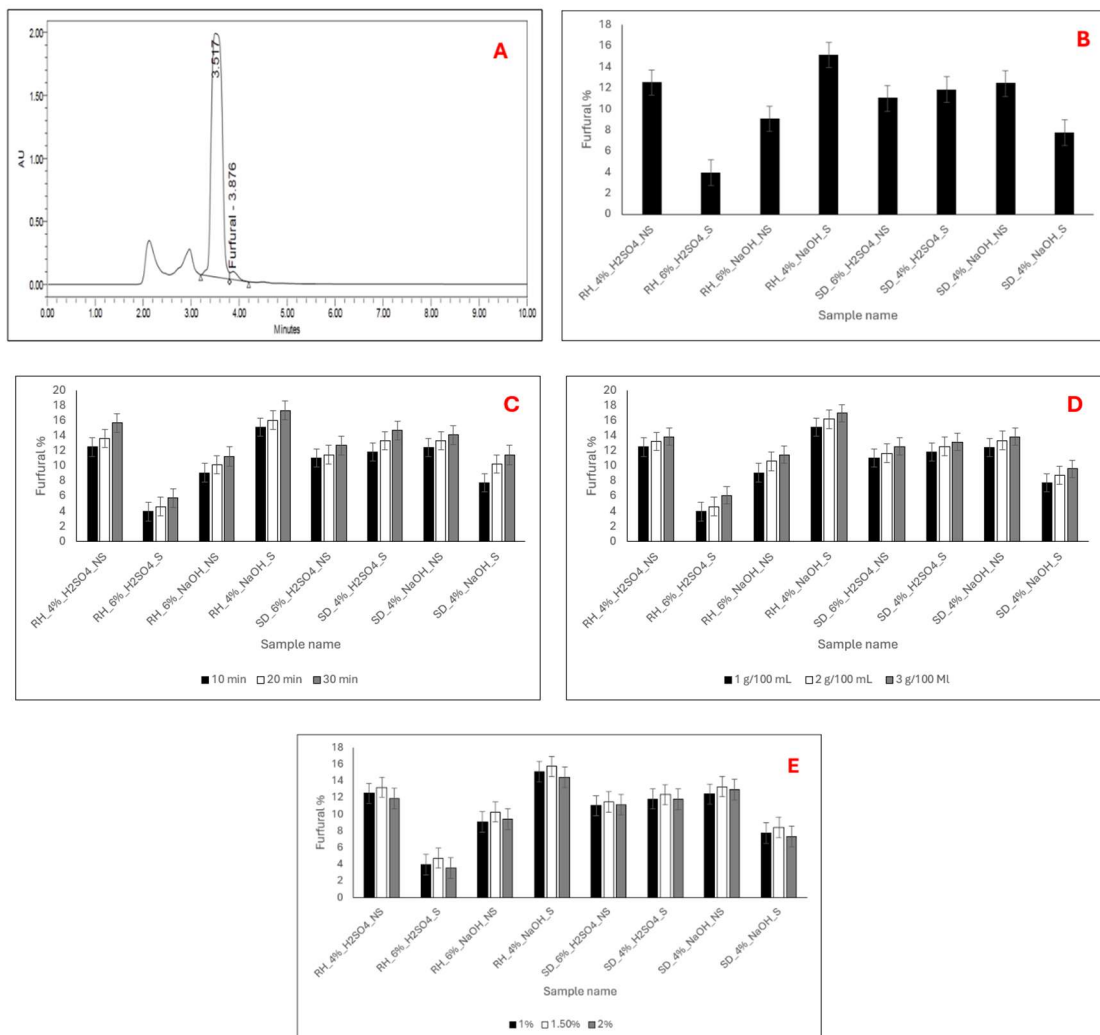 A
2.00
1.50
1.00
0.50
0.00
AU
3.517
Furfural - 3.876
0.00 1.00 2.00 3.00 4.00 5.00 6.00 7.00 8.00 9.00 10.00
Minutes
B
18
16
14
12
10
8
6
4
2
0
Furfural %
RH_4%_H2SO4_NS
RH_6%_H2SO4_S
RH_6%_NaOH_NS
RH_4%_NaOH_S
SD_6%_H2SO4_NS
SD_4%_H2SO4_S
SD_4%_NaOH_NS
SD_4%_NaOH_S
Sample name
C
20
18
16
14
12
10
8
6
4
2
0
Furfural %
RH_4%_H2SO4_NS
RH_6%_H2SO4_S
RH_6%_NaOH_NS
RH_4%_NaOH_S
SD_6%_H2SO4_NS
SD_4%_H2SO4_S
SD_4%_NaOH_NS
SD_4%_NaOH_S
Sample name
10 min 20 min 30 min
D
20
18
16
14
12
10
8
6
4
2
0
Furfural %
RH_4%_H2SO4_NS
RH_6%_H2SO4_S
RH_6%_NaOH_NS
RH_4%_NaOH_S
SD_6%_H2SO4_NS
SD_4%_H2SO4_S
SD_4%_NaOH_NS
SD_4%_NaOH_S
Sample name
1 g/100 mL 2 g/100 mL 3 g/100 Ml
E
18
16
14
12
10
8
6
4
2
0
Furfural %
RH_4%_H2SO4_NS
RH_6%_H2SO4_S
RH_6%_NaOH_NS
RH_4%_NaOH_S
SD_6%_H2SO4_NS
SD_4%_H2SO4_S
SD_4%_NaOH_NS
SD_4%_NaOH_S
Sample name
1% 1.50% 2%